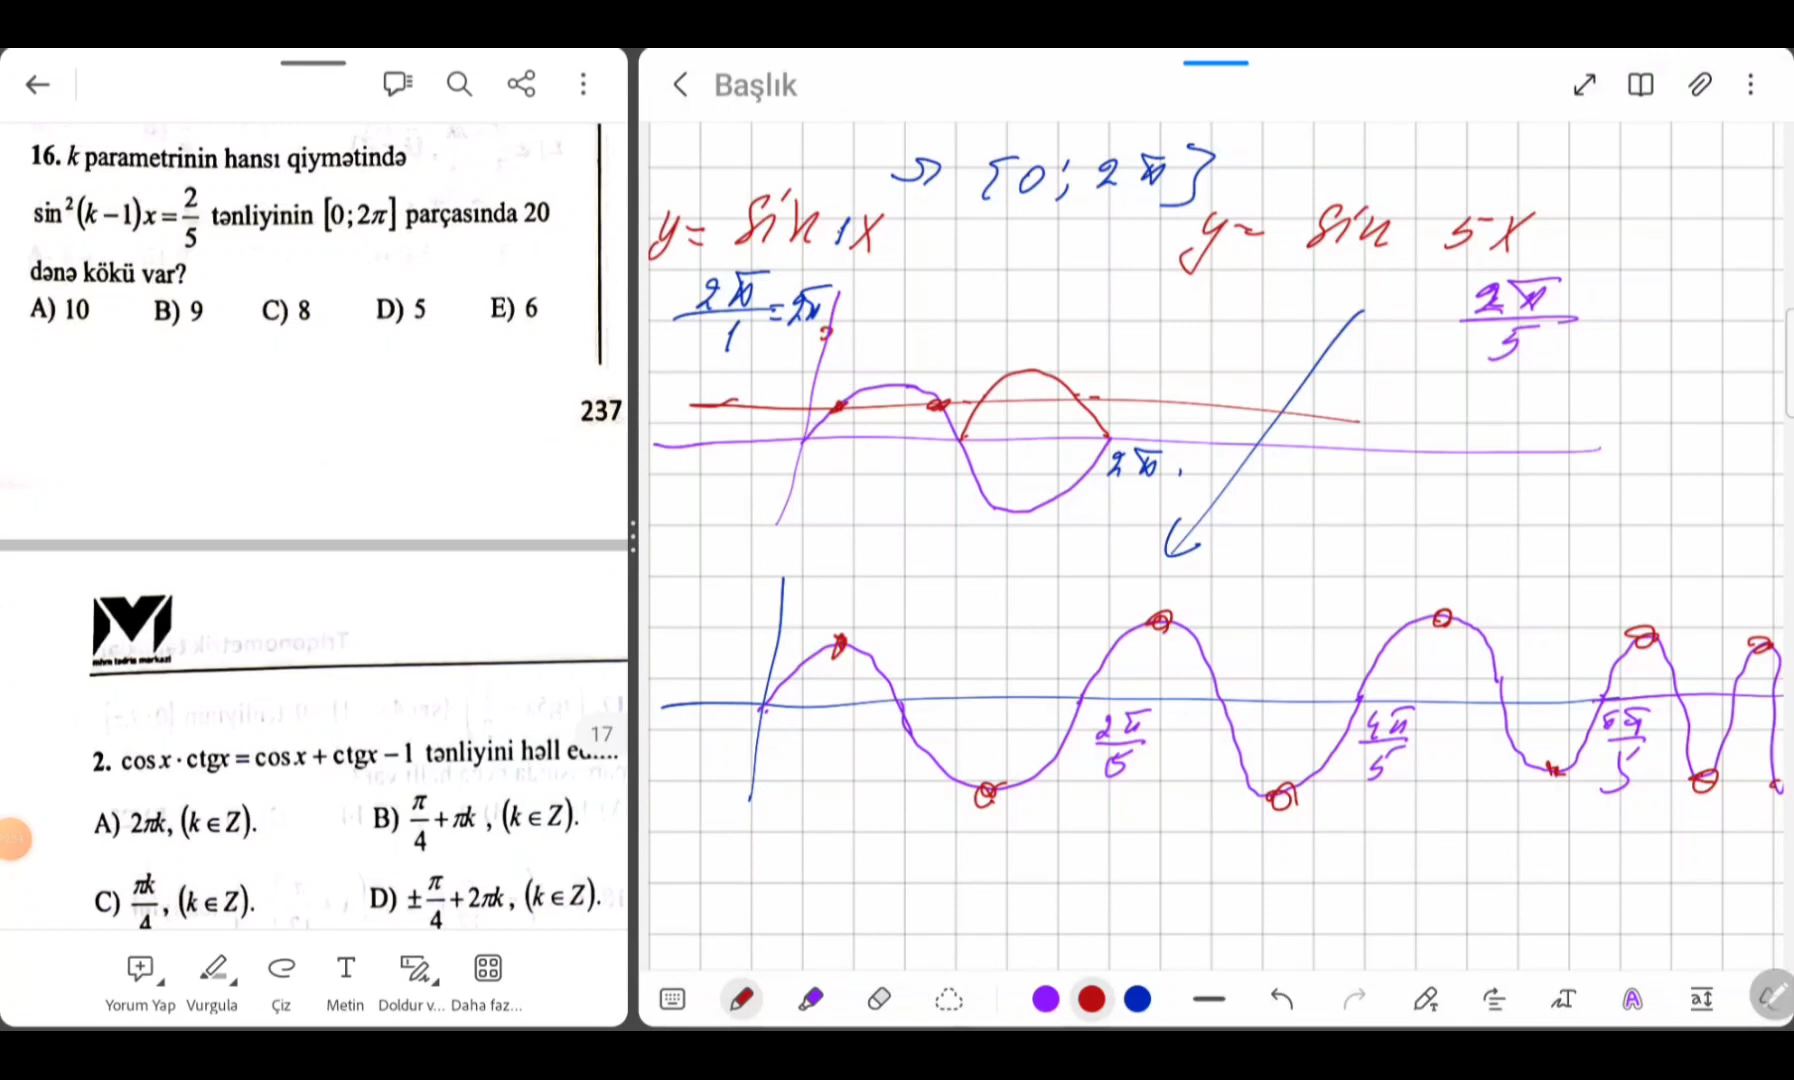 Başlık
16. k parametrinin hansı qiymətində
sin²(k – 1)x = 2/5 tənliyinin [0; 2π] parçasında 20
dənə kökü var?
A) 10 B) 9 C) 8 D) 5 E) 6
237
17
2. cosx · ctgx = cosx + ctgx – 1 tənliyini həll e....
A) 2πk, (k ∈ Z). B) π/4 + πk, (k ∈ Z).
C) πk/4, (k ∈ Z). D) ±π/4 + 2πk, (k ∈ Z).
Yorum Yap Vurgula Çiz Metin Doldur v... Daha faz...
[0; 2π]
y = sin 1x y = sin 5x
2π/1 = 2π 2π/5
2π
2π/5 4π/5 6π/5